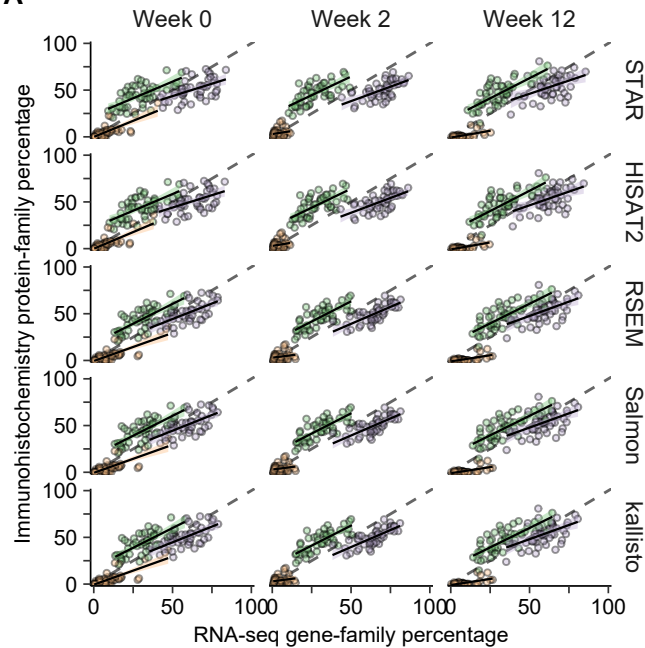 A
Week 0 Week 2 Week 12
Immunohistochemistry protein-family percentage
100
50
0
STAR
100
50
0
HISAT2
100
50
0
RSEM
100
50
0
Salmon
100
50
0
kallisto
0 50 100 0 50 100 0 50 100
RNA-seq gene-family percentage